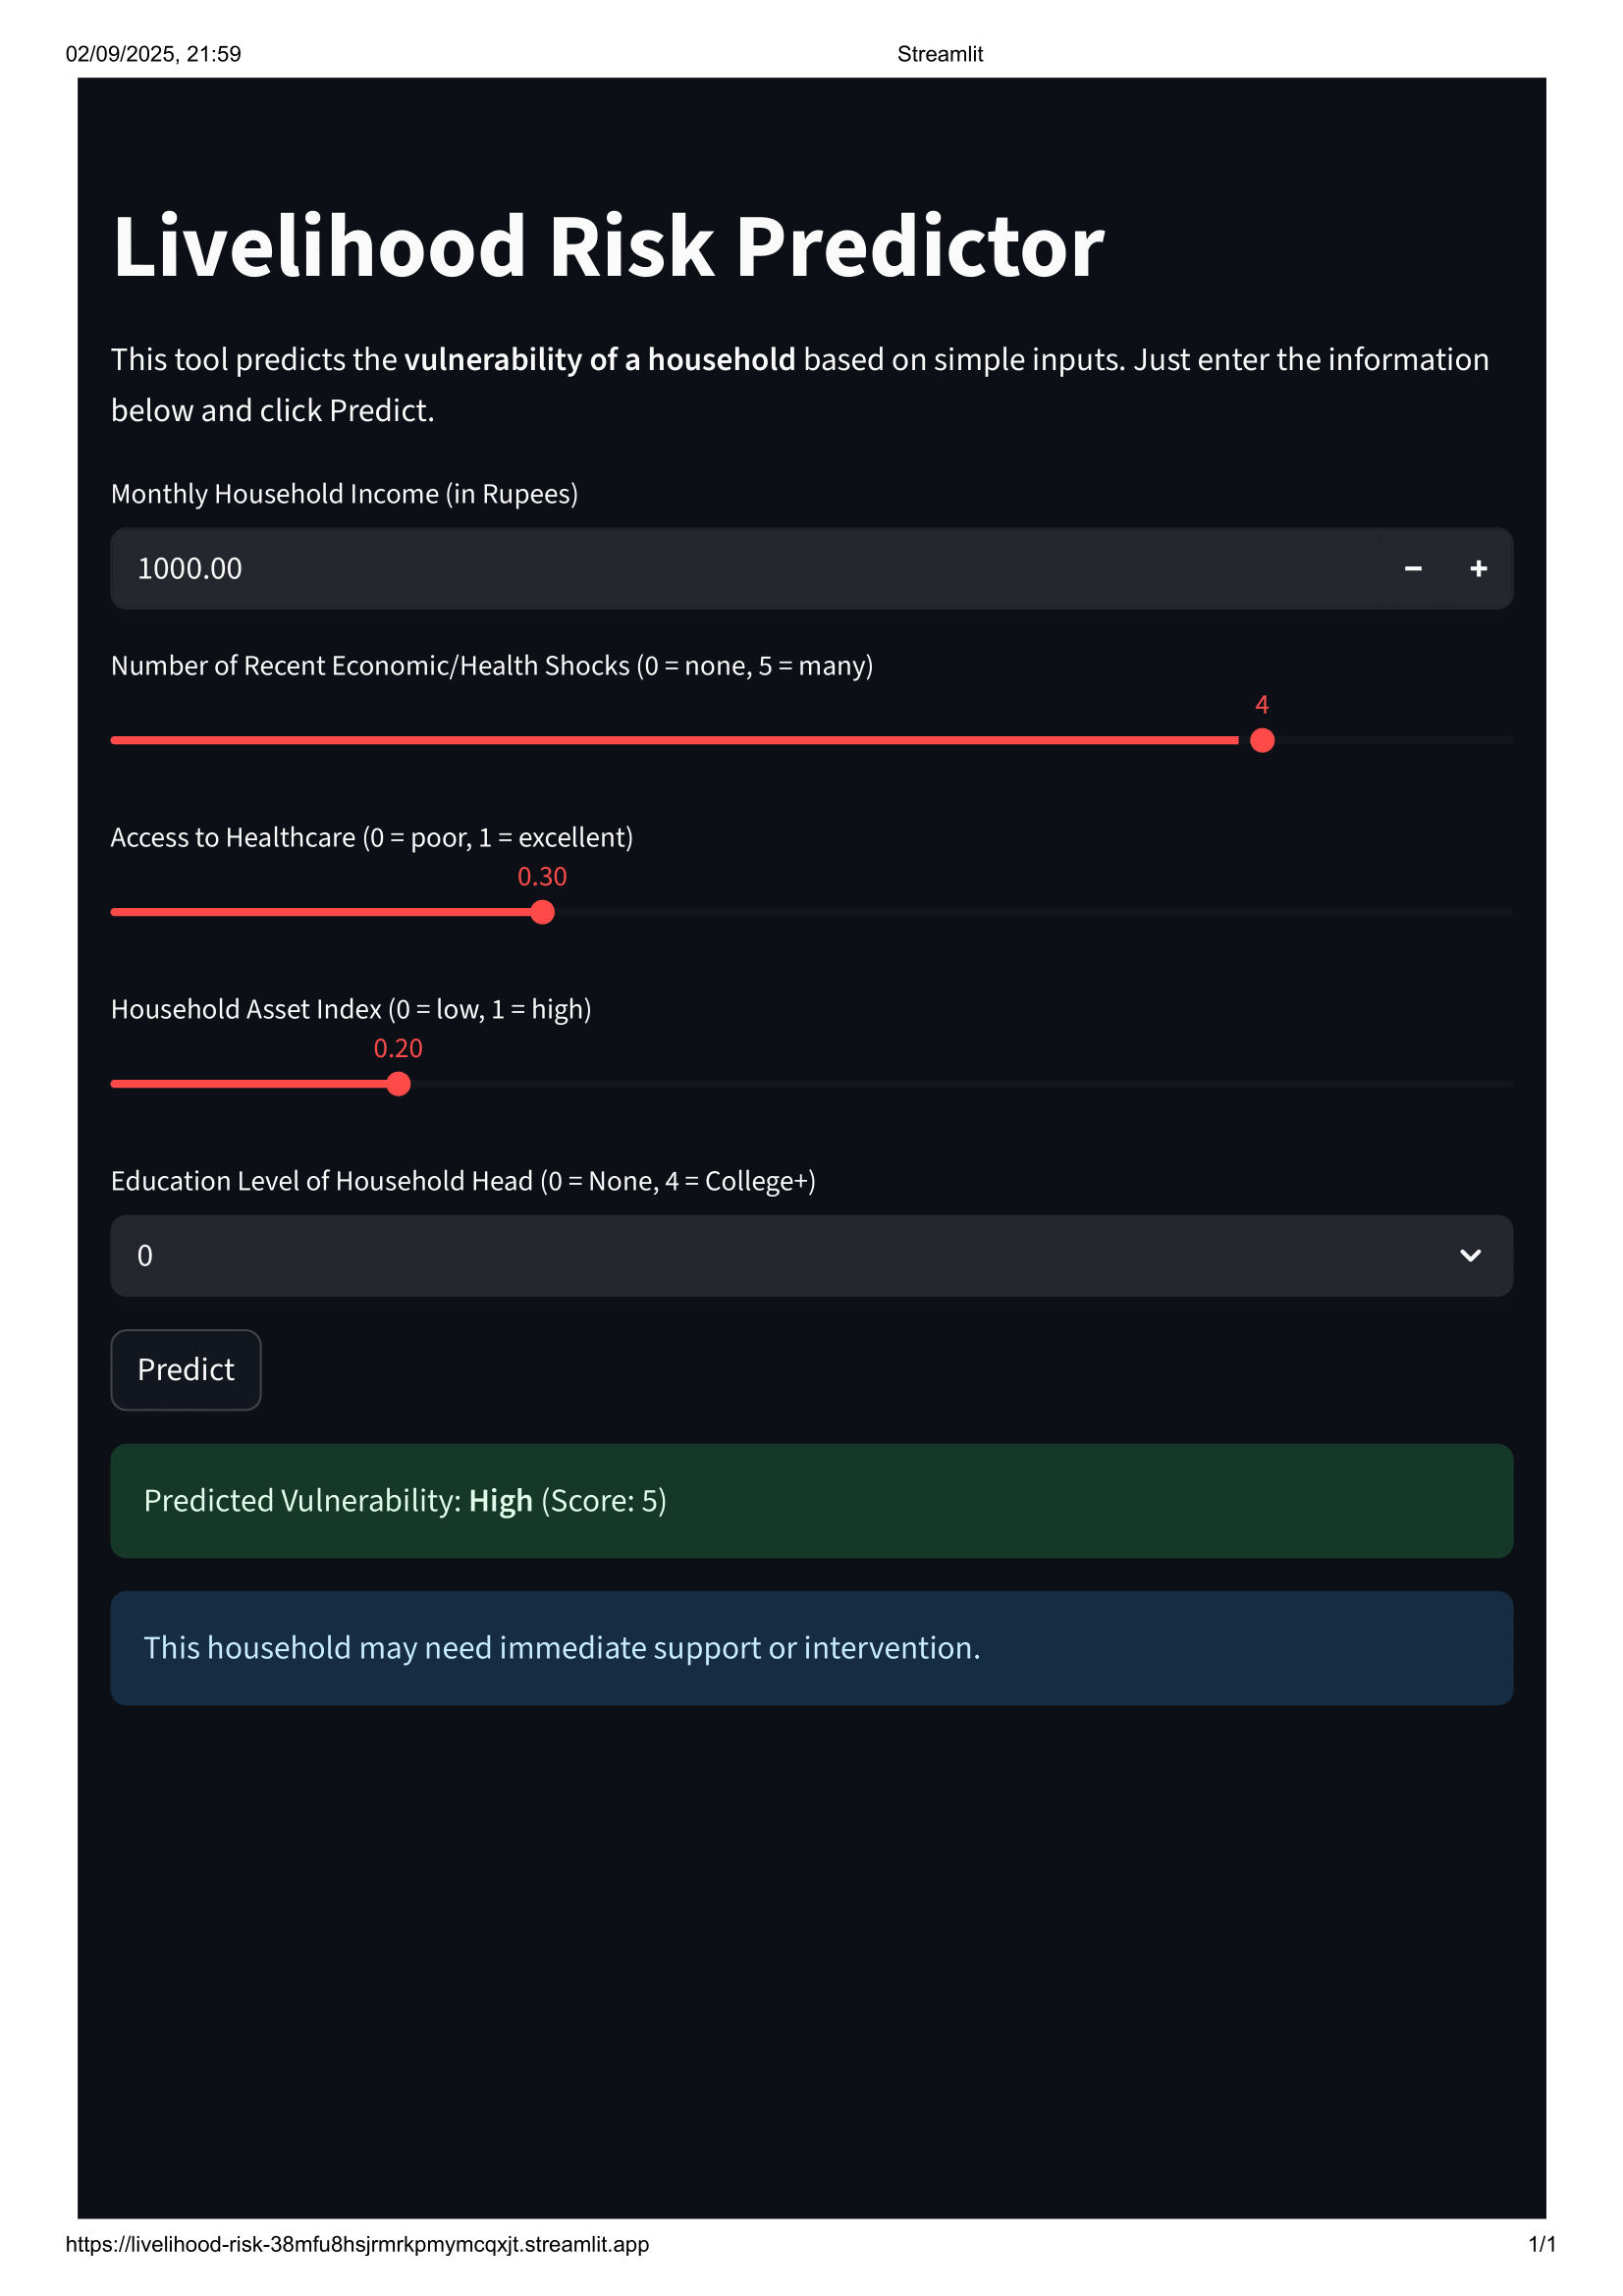 02/09/2025, 21:59 Streamlit
Livelihood Risk Predictor
This tool predicts the vulnerability of a household based on simple inputs. Just enter the information
below and click Predict.
Monthly Household Income (in Rupees)
1000.00 − +
Number of Recent Economic/Health Shocks (0 = none, 5 = many)
4
Access to Healthcare (0 = poor, 1 = excellent)
0.30
Household Asset Index (0 = low, 1 = high)
0.20
Education Level of Household Head (0 = None, 4 = College+)
0
Predict
Predicted Vulnerability: High (Score: 5)
This household may need immediate support or intervention.
https://livelihood-risk-38mfu8hsjrmrkpmymcqxjt.streamlit.app 1/1